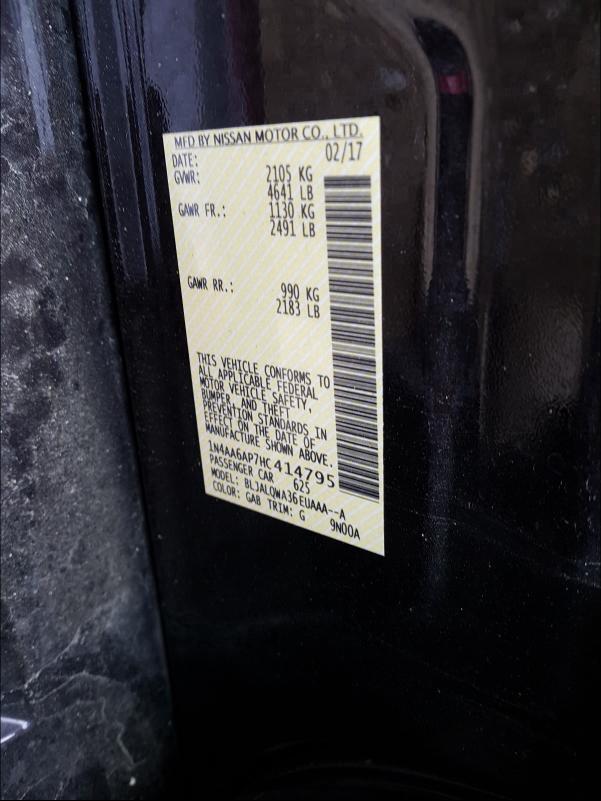 MFD BY NISSAN MOTOR CO., LTD.
DATE: 02/17
GVWR: 2105 KG
4641 LB
GAWR FR.: 1130 KG
2491 LB
GAWR RR.: 990 KG
2183 LB
THIS VEHICLE CONFORMS TO
ALL APPLICABLE FEDERAL
MOTOR VEHICLE SAFETY,
BUMPER, AND THEFT
PREVENTION STANDARDS IN
EFFECT ON THE DATE OF
MANUFACTURE SHOWN ABOVE.
1N4AA6AP7HC414795
PASSENGER CAR 625
MODEL: BLJALQWA36EUAAA--A
COLOR: GAB TRIM: G 9N00A